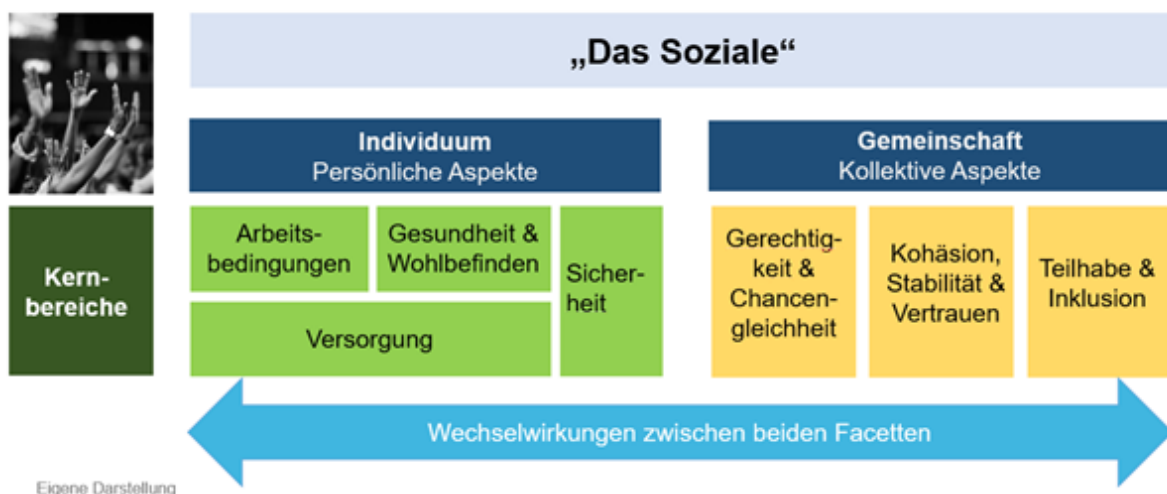 „Das Soziale“
Individuum
Persönliche Aspekte
Gemeinschaft
Kollektive Aspekte
Kern-
bereiche
Arbeits-
bedingungen
Gesundheit &
Wohlbefinden
Versorgung
Sicher-
heit
Gerechtig-
keit &
Chancen-
gleichheit
Kohäsion,
Stabilität &
Vertrauen
Teilhabe &
Inklusion
Wechselwirkungen zwischen beiden Facetten
Eigene Darstellung